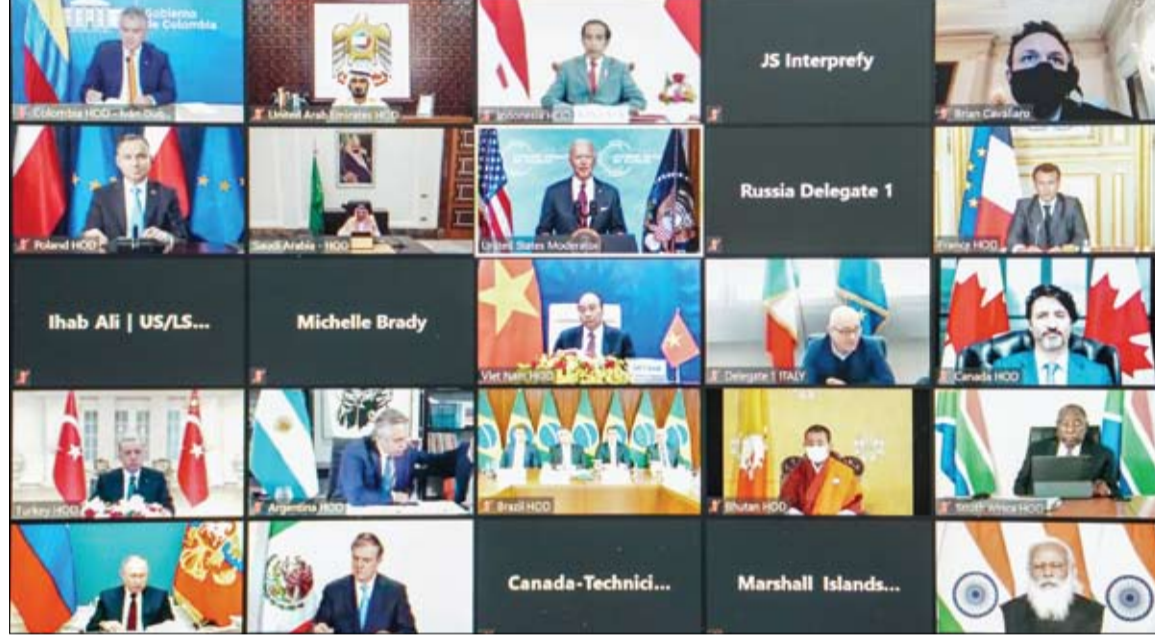 Gobierno
de Colombia
Colombia HOD - Iván Duq...
United Arab Emirates HOD
Indonesia HOD
JS Interprefy
Brian Cavallaro
Poland HOD
Saudi Arabia - HOD
United States Moderator
Russia Delegate 1
France HOD
Ihab Ali | US/LS...
Michelle Brady
Viet Nam HOD
Delegate 1 ITALY
Canada HOD
Turkey HOD
Argentina HOD
Brazil HOD
Bhutan HOD
South Africa HOD
Canada-Technici...
Marshall Islands...